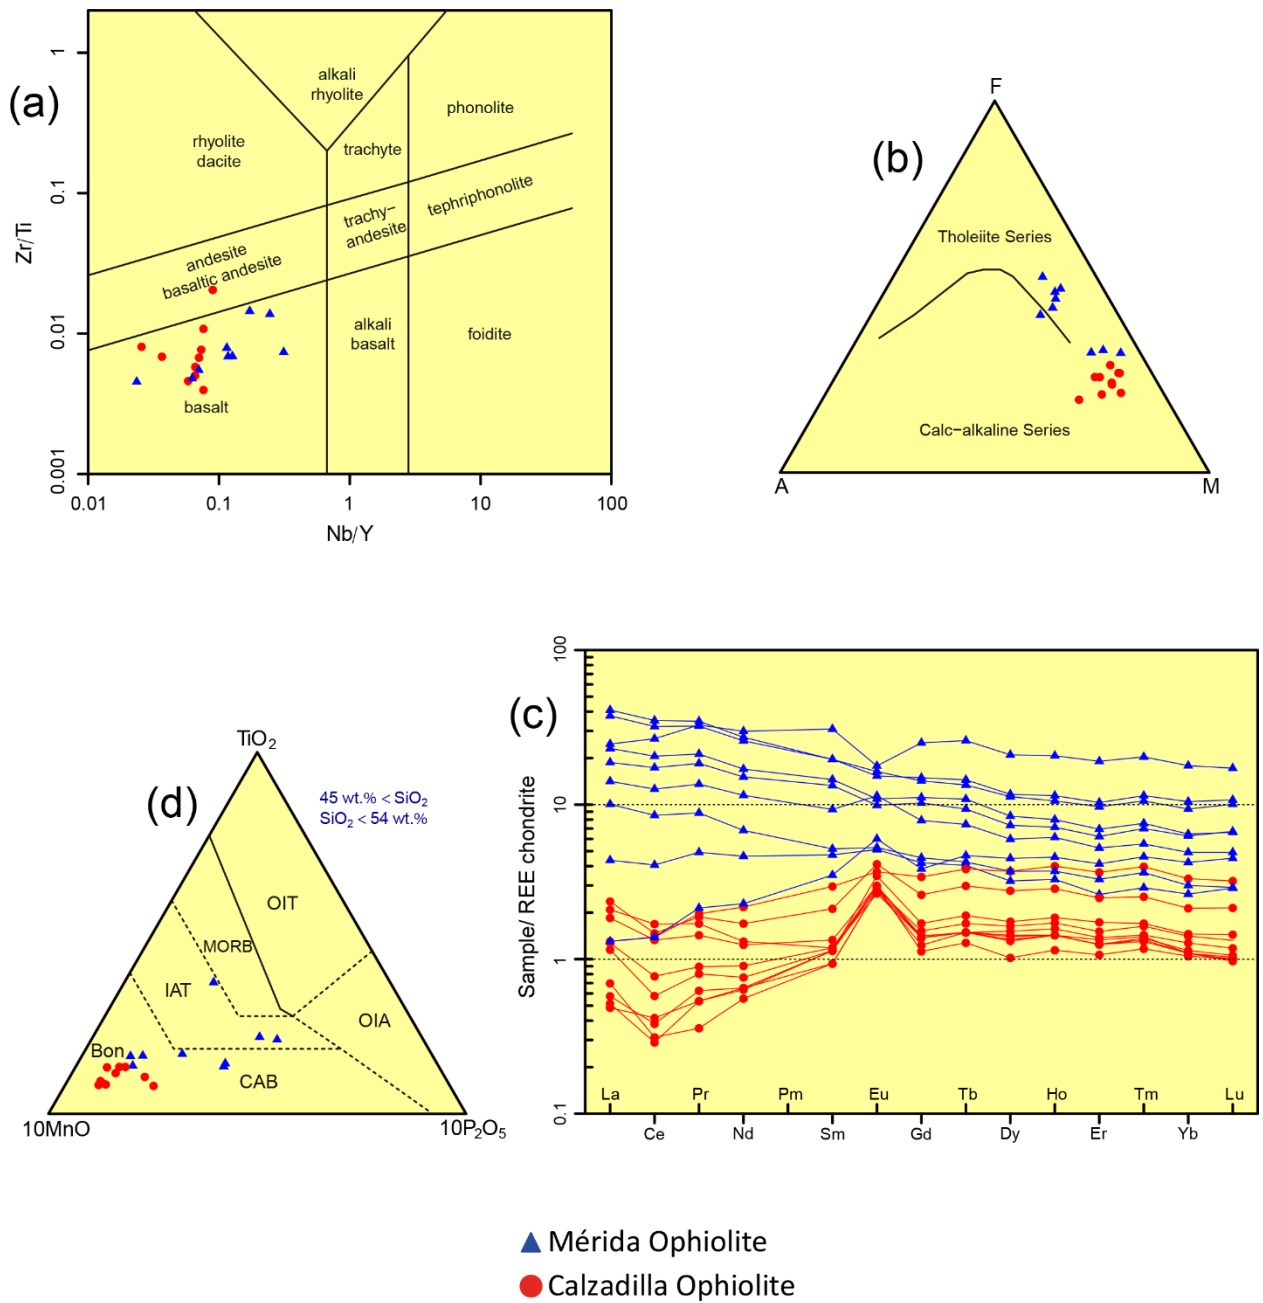 (a)
1
0.1
0.01
0.001
Zr/Ti
alkali
rhyolite
phonolite
rhyolite
dacite
trachyte
tephriphonolite
trachy–
andesite
andesite
basaltic andesite
alkali
basalt
foidite
basalt
0.01
0.1
1
10
100
Nb/Y
(b)
F
Tholeiite Series
Calc−alkaline Series
A
M
(c)
100
10
1
0.1
Sample/ REE chondrite
La
Pr
Pm
Eu
Tb
Ho
Tm
Lu
Ce
Nd
Sm
Gd
Dy
Er
Yb
(d)
TiO₂
45 wt.% < SiO₂
SiO₂ < 54 wt.%
OIT
MORB
IAT
OIA
Bon
CAB
10MnO
10P₂O₅
Mérida Ophiolite
Calzadilla Ophiolite